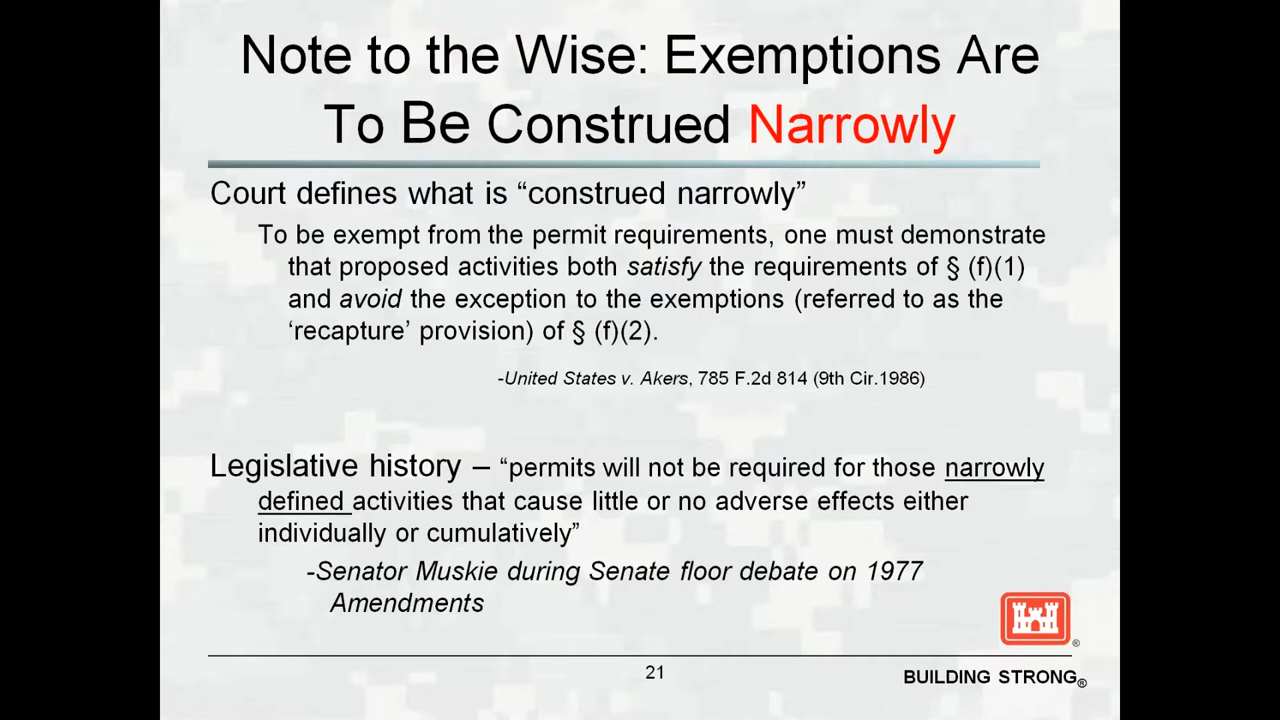 Note to the Wise: Exemptions Are
To Be Construed Narrowly
Court defines what is “construed narrowly”
To be exempt from the permit requirements, one must demonstrate
that proposed activities both satisfy the requirements of § (f)(1)
and avoid the exception to the exemptions (referred to as the
‘recapture’ provision) of § (f)(2).
-United States v. Akers, 785 F.2d 814 (9th Cir.1986)
Legislative history – “permits will not be required for those narrowly
defined activities that cause little or no adverse effects either
individually or cumulatively”
-Senator Muskie during Senate floor debate on 1977
Amendments
®
21
BUILDING STRONG®